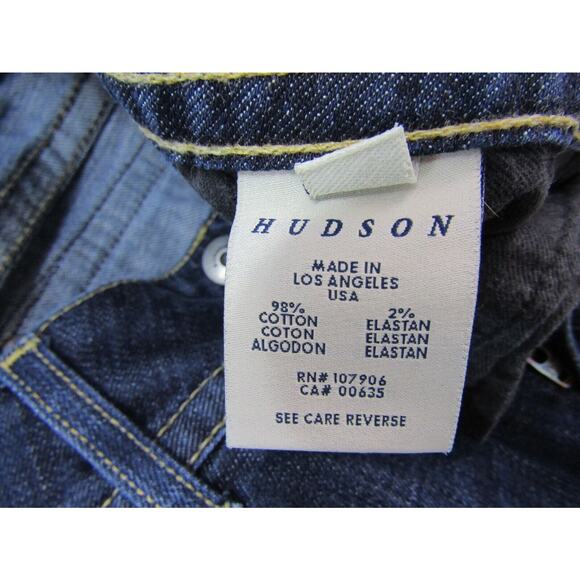 HUDSON
MADE IN
LOS ANGELES
USA
98% 2%
COTTON ELASTAN
COTON ELASTAN
ALGODON ELASTAN
RN# 107906
CA# 00635
SEE CARE REVERSE